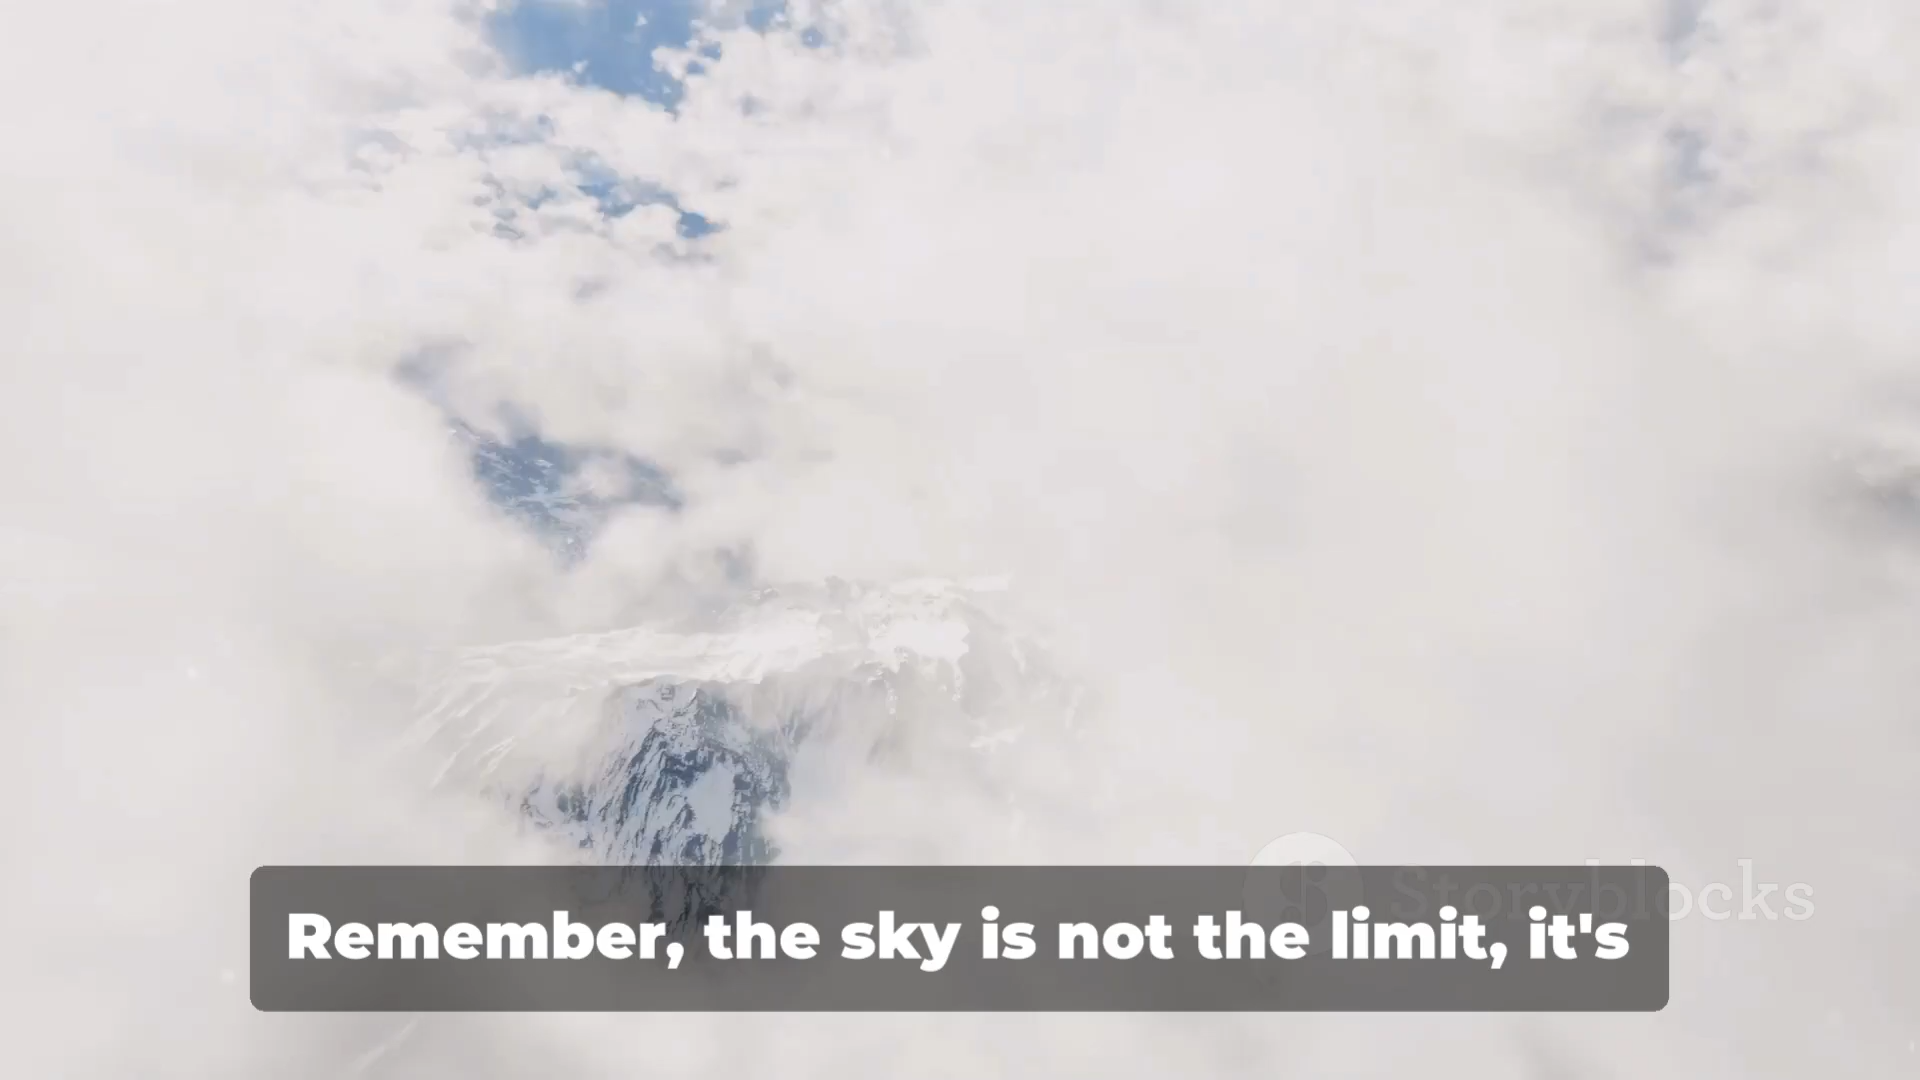 Storyblocks
Remember, the sky is not the limit, it's